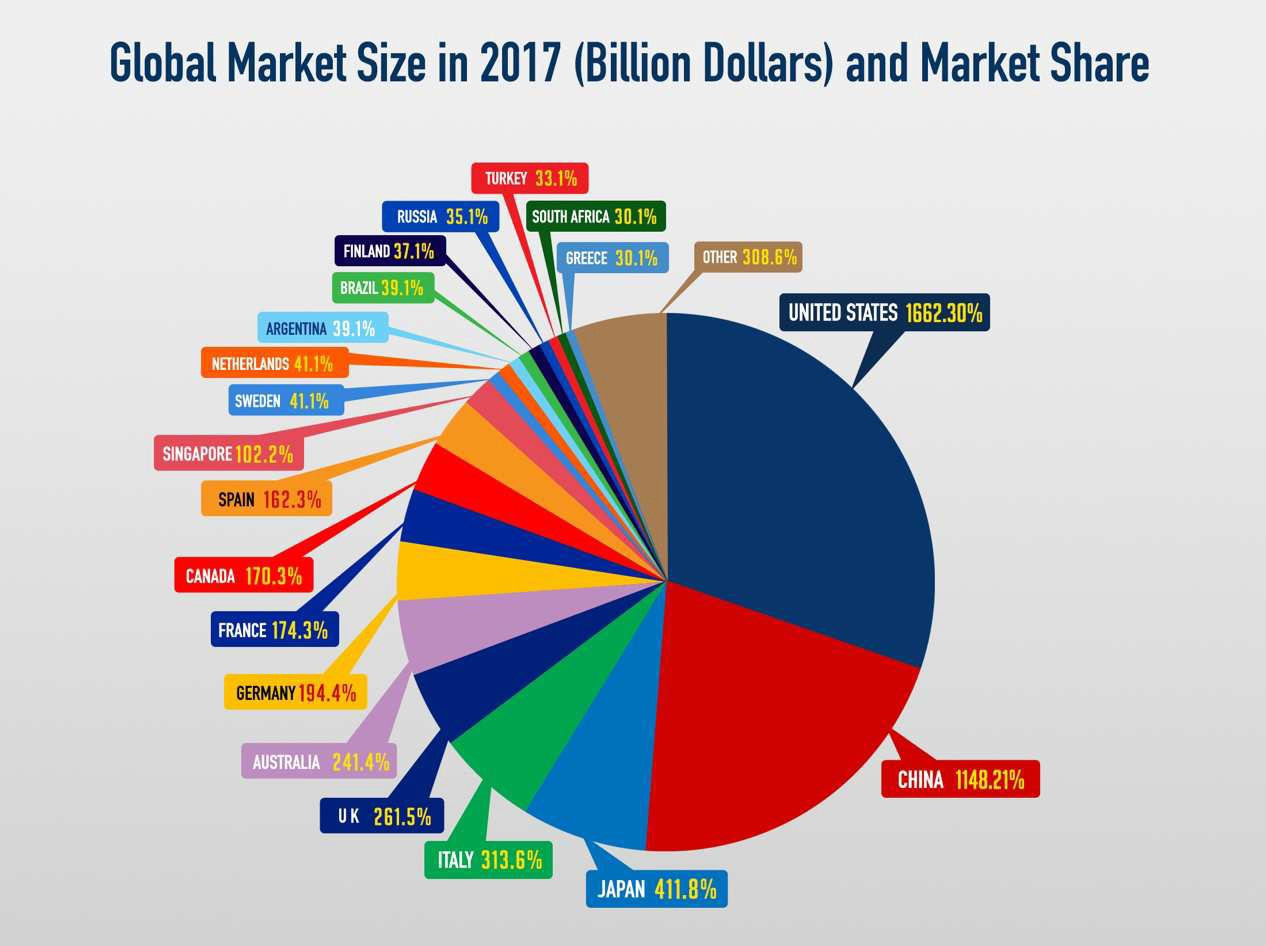 Global Market Size in 2017 (Billion Dollars) and Market Share
TURKEY 33.1%
RUSSIA 35.1%
SOUTH AFRICA 30.1%
FINLAND 37.1%
GREECE 30.1%
OTHER 308.6%
BRAZIL 39.1%
UNITED STATES 1662.30%
ARGENTINA 39.1%
NETHERLANDS 41.1%
SWEDEN 41.1%
SINGAPORE 102.2%
SPAIN 162.3%
CANADA 170.3%
FRANCE 174.3%
GERMANY 194.4%
AUSTRALIA 241.4%
CHINA 1148.21%
U K 261.5%
ITALY 313.6%
JAPAN 411.8%